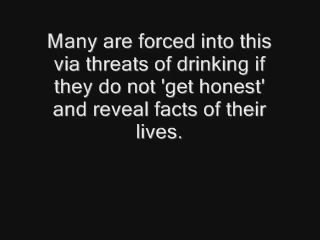 Many are forced into this
via threats of drinking if
they do not 'get honest'
and reveal facts of their
lives.